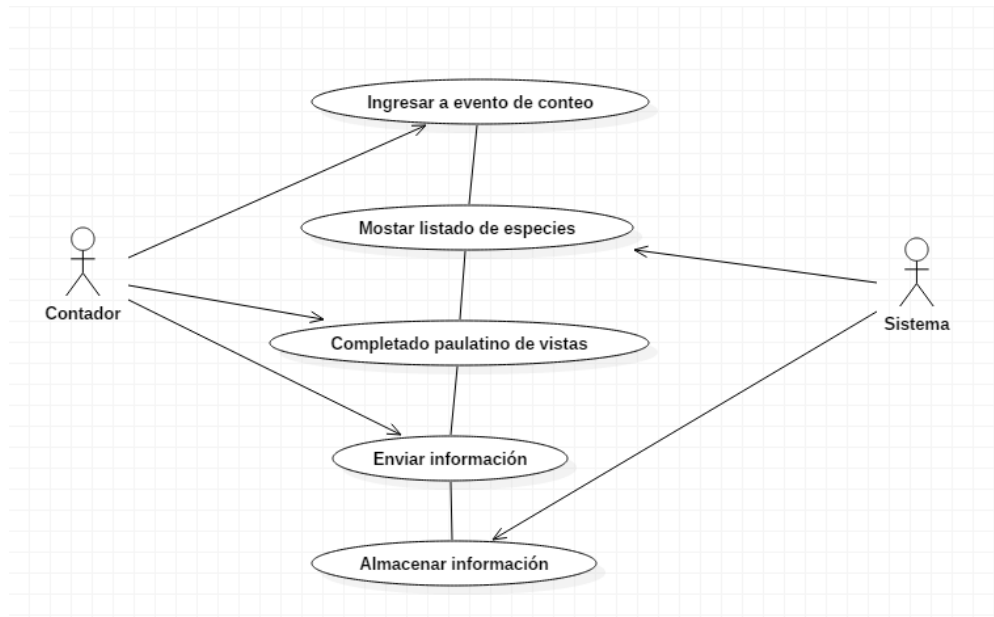 Ingresar a evento de conteo
Mostar listado de especies
Contador
Sistema
Completado paulatino de vistas
Enviar información
Almacenar información